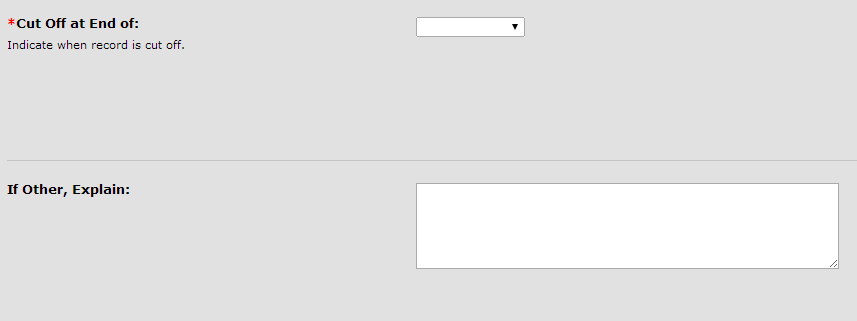 *Cut Off at End of:
Indicate when record is cut off.
If Other, Explain: